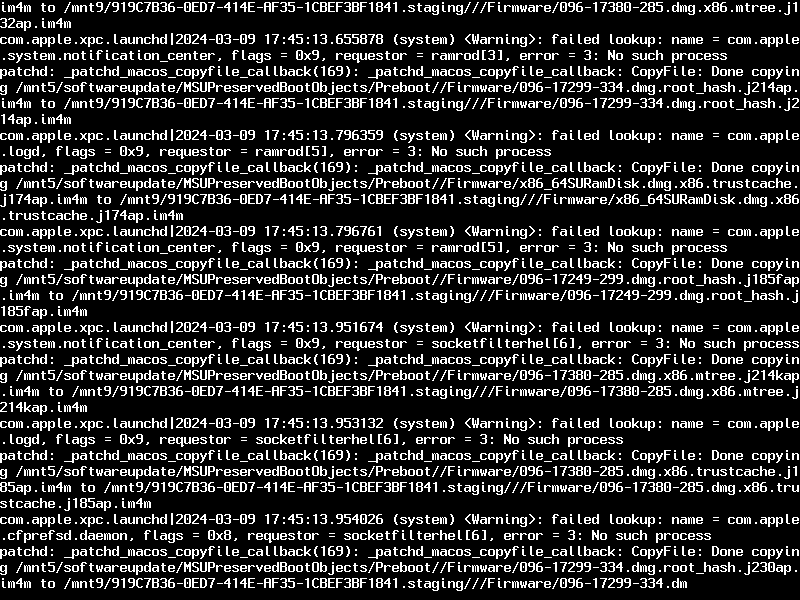 im4m to /mnt9/919C7B36-0ED7-414E-AF35-1CBEF3BF1841.staging///Firmware/096-17380-285.dmg.x86.mtree.j1
32ap.im4m
com.apple.xpc.launchd|2024-03-09 17:45:13.655878 (system) <Warning>: failed lookup: name = com.apple
.system.notification_center, flags = 0x9, requestor = ramrod[3], error = 3: No such process
patchd: _patchd_macos_copyfile_callback(169): _patchd_macos_copyfile_callback: CopyFile: Done copyin
g /mnt5/softwareupdate/MSUPreservedBootObjects/Preboot//Firmware/096-17299-334.dmg.root_hash.j214ap.
im4m to /mnt9/919C7B36-0ED7-414E-AF35-1CBEF3BF1841.staging///Firmware/096-17299-334.dmg.root_hash.j2
14ap.im4m
com.apple.xpc.launchd|2024-03-09 17:45:13.796359 (system) <Warning>: failed lookup: name = com.apple
.logd, flags = 0x9, requestor = ramrod[5], error = 3: No such process
patchd: _patchd_macos_copyfile_callback(169): _patchd_macos_copyfile_callback: CopyFile: Done copyin
g /mnt5/softwareupdate/MSUPreservedBootObjects/Preboot//Firmware/x86_64SURamDisk.dmg.x86.trustcache.
j174ap.im4m to /mnt9/919C7B36-0ED7-414E-AF35-1CBEF3BF1841.staging///Firmware/x86_64SURamDisk.dmg.x86
.trustcache.j174ap.im4m
com.apple.xpc.launchd|2024-03-09 17:45:13.796761 (system) <Warning>: failed lookup: name = com.apple
.system.notification_center, flags = 0x9, requestor = ramrod[5], error = 3: No such process
patchd: _patchd_macos_copyfile_callback(169): _patchd_macos_copyfile_callback: CopyFile: Done copyin
g /mnt5/softwareupdate/MSUPreservedBootObjects/Preboot//Firmware/096-17249-299.dmg.root_hash.j185fap
.im4m to /mnt9/919C7B36-0ED7-414E-AF35-1CBEF3BF1841.staging///Firmware/096-17249-299.dmg.root_hash.j
185fap.im4m
com.apple.xpc.launchd|2024-03-09 17:45:13.951674 (system) <Warning>: failed lookup: name = com.apple
.system.notification_center, flags = 0x9, requestor = socketfilterhel[6], error = 3: No such process
patchd: _patchd_macos_copyfile_callback(169): _patchd_macos_copyfile_callback: CopyFile: Done copyin
g /mnt5/softwareupdate/MSUPreservedBootObjects/Preboot//Firmware/096-17380-285.dmg.x86.mtree.j214kap
.im4m to /mnt9/919C7B36-0ED7-414E-AF35-1CBEF3BF1841.staging///Firmware/096-17380-285.dmg.x86.mtree.j
214kap.im4m
com.apple.xpc.launchd|2024-03-09 17:45:13.953132 (system) <Warning>: failed lookup: name = com.apple
.logd, flags = 0x9, requestor = socketfilterhel[6], error = 3: No such process
patchd: _patchd_macos_copyfile_callback(169): _patchd_macos_copyfile_callback: CopyFile: Done copyin
g /mnt5/softwareupdate/MSUPreservedBootObjects/Preboot//Firmware/096-17380-285.dmg.x86.trustcache.j1
85ap.im4m to /mnt9/919C7B36-0ED7-414E-AF35-1CBEF3BF1841.staging///Firmware/096-17380-285.dmg.x86.tru
stcache.j185ap.im4m
com.apple.xpc.launchd|2024-03-09 17:45:13.954026 (system) <Warning>: failed lookup: name = com.apple
.cfprefsd.daemon, flags = 0x8, requestor = socketfilterhel[6], error = 3: No such process
patchd: _patchd_macos_copyfile_callback(169): _patchd_macos_copyfile_callback: CopyFile: Done copyin
g /mnt5/softwareupdate/MSUPreservedBootObjects/Preboot//Firmware/096-17299-334.dmg.root_hash.j230ap.
im4m to /mnt9/919C7B36-0ED7-414E-AF35-1CBEF3BF1841.staging///Firmware/096-17299-334.dm